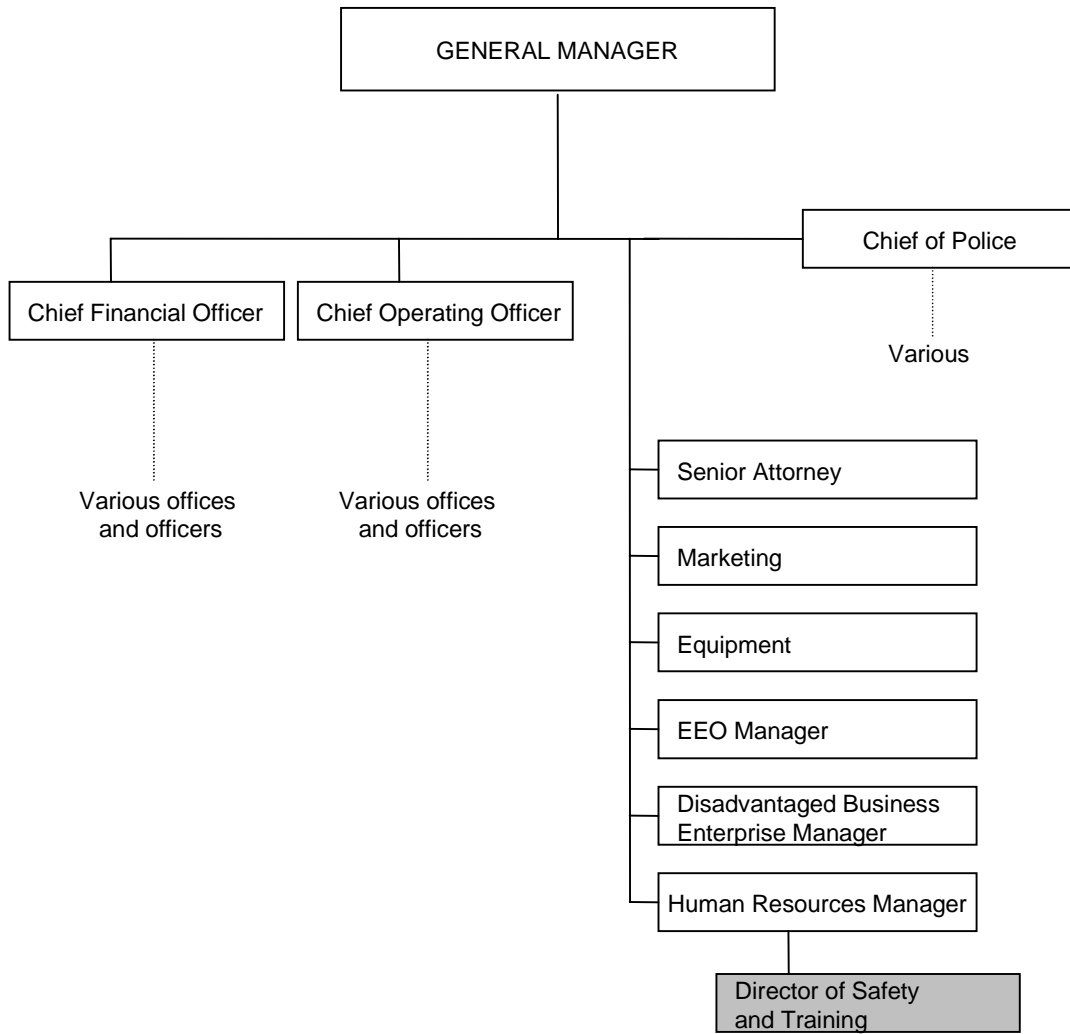 GENERAL MANAGER
Chief of Police
Chief Financial Officer
Chief Operating Officer
Various
Senior Attorney
Various offices
and officers
Various offices
and officers
Marketing
Equipment
EEO Manager
Disadvantaged Business
Enterprise Manager
Human Resources Manager
Director of Safety
and Training